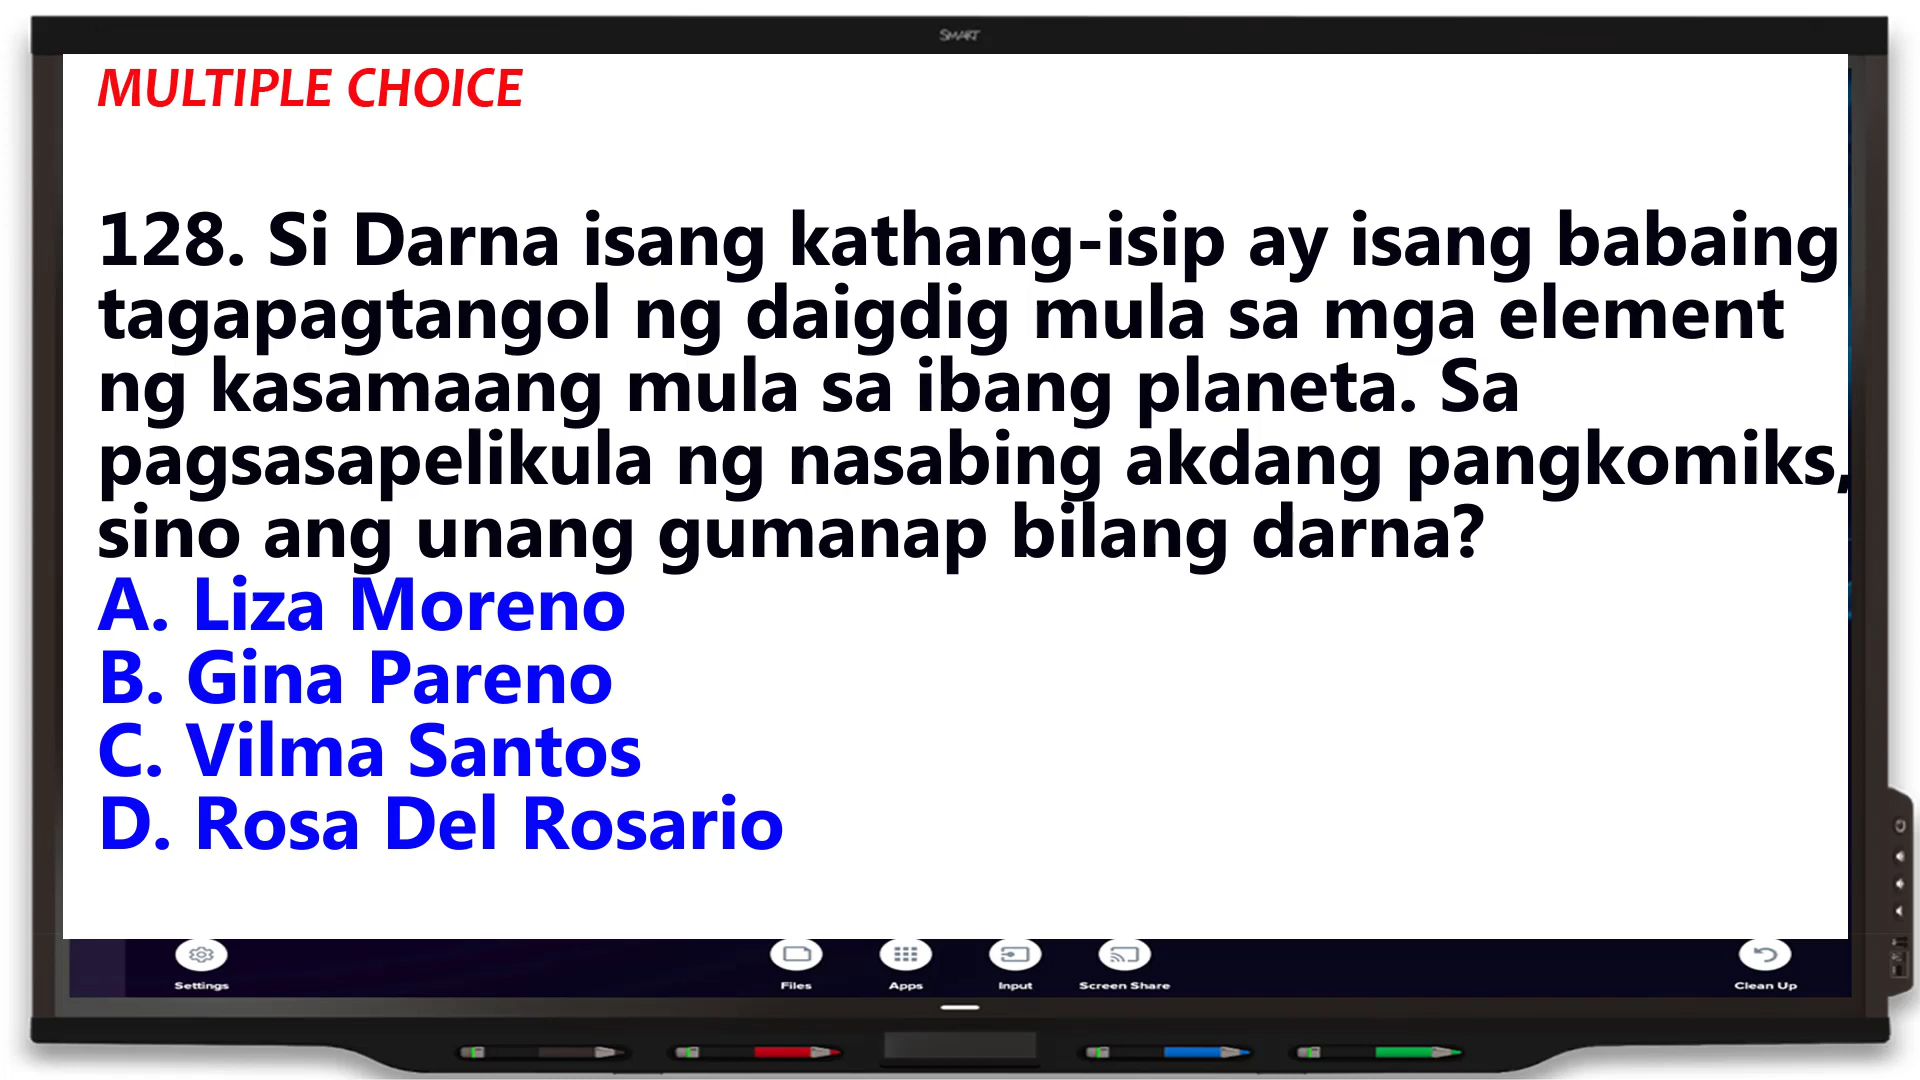 SMART
MULTIPLE CHOICE
128. Si Darna isang kathang-isip ay isang babaing
tagapagtangol ng daigdig mula sa mga element
ng kasamaang mula sa ibang planeta. Sa
pagsasapelikula ng nasabing akdang pangkomiks,
sino ang unang gumanap bilang darna?
A. Liza Moreno
B. Gina Pareno
C. Vilma Santos
D. Rosa Del Rosario
Settings
Files
Apps
Input
Screen Share
Clean Up